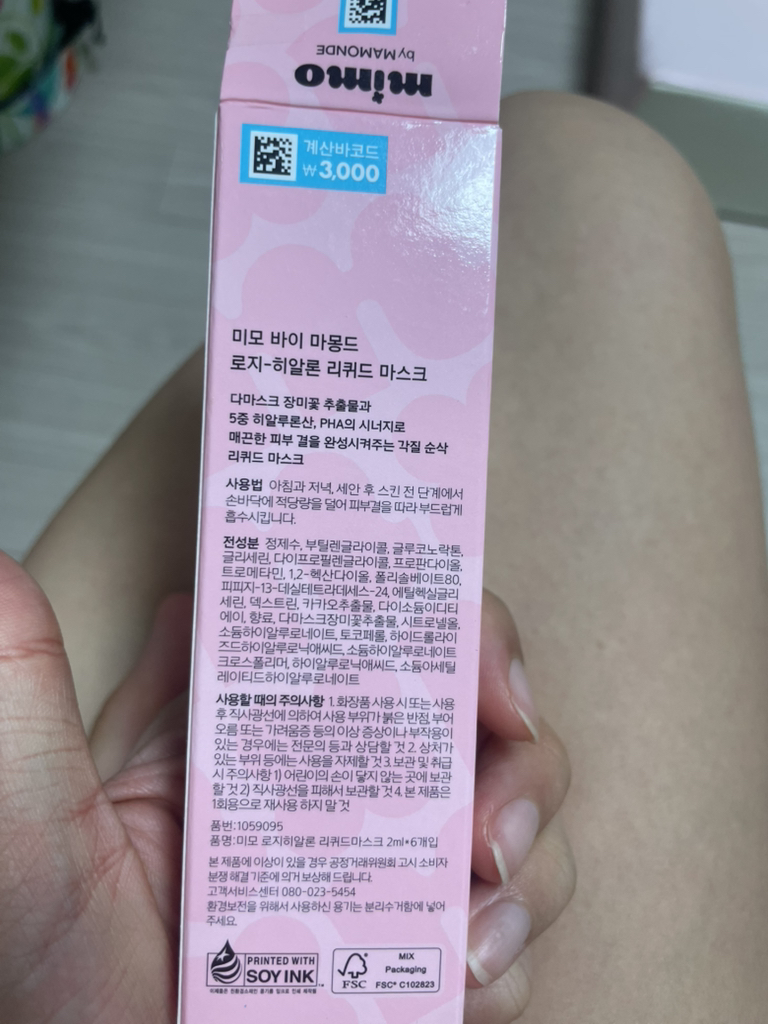 by MAMONDE
mimo
계산바코드
₩3,000
미모 바이 마몽드
로지-히알론 리퀴드 마스크
다마스크 장미꽃 추출물과
5중 히알루론산, PHA의 시너지로
매끈한 피부 결을 완성시켜주는 각질 순삭
리퀴드 마스크
사용법 아침과 저녁, 세안 후 스킨 전 단계에서
손바닥에 적당량을 덜어 피부결을 따라 부드럽게
흡수시킵니다.
전성분 정제수, 부틸렌글라이콜, 글루코노락톤,
글리세린, 다이프로필렌글라이콜, 프로판다이올,
트로메타민, 1,2-헥산다이올, 폴리솔베이트80,
피피지-13-데실테트라데세스-24, 에틸헥실글리
세린, 덱스트린, 카카오추출물, 다이소듐이디티
에이, 향료, 다마스크장미꽃추출물, 시트로넬올,
소듐하이알루로네이트, 토코페롤, 하이드롤라이
즈드하이알루로닉애씨드, 소듐하이알루로네이트
크로스폴리머, 하이알루로닉애씨드, 소듐아세틸
레이티드하이알루로네이트
사용할 때의 주의사항 1. 화장품 사용 시 또는 사용
후 직사광선에 의하여 사용 부위가 붉은 반점, 부어
오름 또는 가려움증 등의 이상 증상이나 부작용이
있는 경우에는 전문의 등과 상담할 것 2. 상처가
있는 부위 등에는 사용을 자제할 것 3. 보관 및 취급
시 주의사항 1) 어린이의 손이 닿지 않는 곳에 보관
할 것 2) 직사광선을 피해서 보관할 것 4. 본 제품은
1회용으로 재사용 하지 말 것
품번:1059095
품명:미모 로지히알론 리퀴드마스크 2ml*6개입
본 제품에 이상이 있을 경우 공정거래위원회 고시 소비자
분쟁 해결 기준에 의거 보상해 드립니다.
고객서비스센터 080-023-5454
환경보전을 위해서 사용하신 용기는 분리수거함에 넣어
주세요.
PRINTED WITH
SOY INK™
이제품은 친환경소재인 콩기름 잉크로 인쇄 제작됨
FSC
MIX
Packaging
FSC® C102823